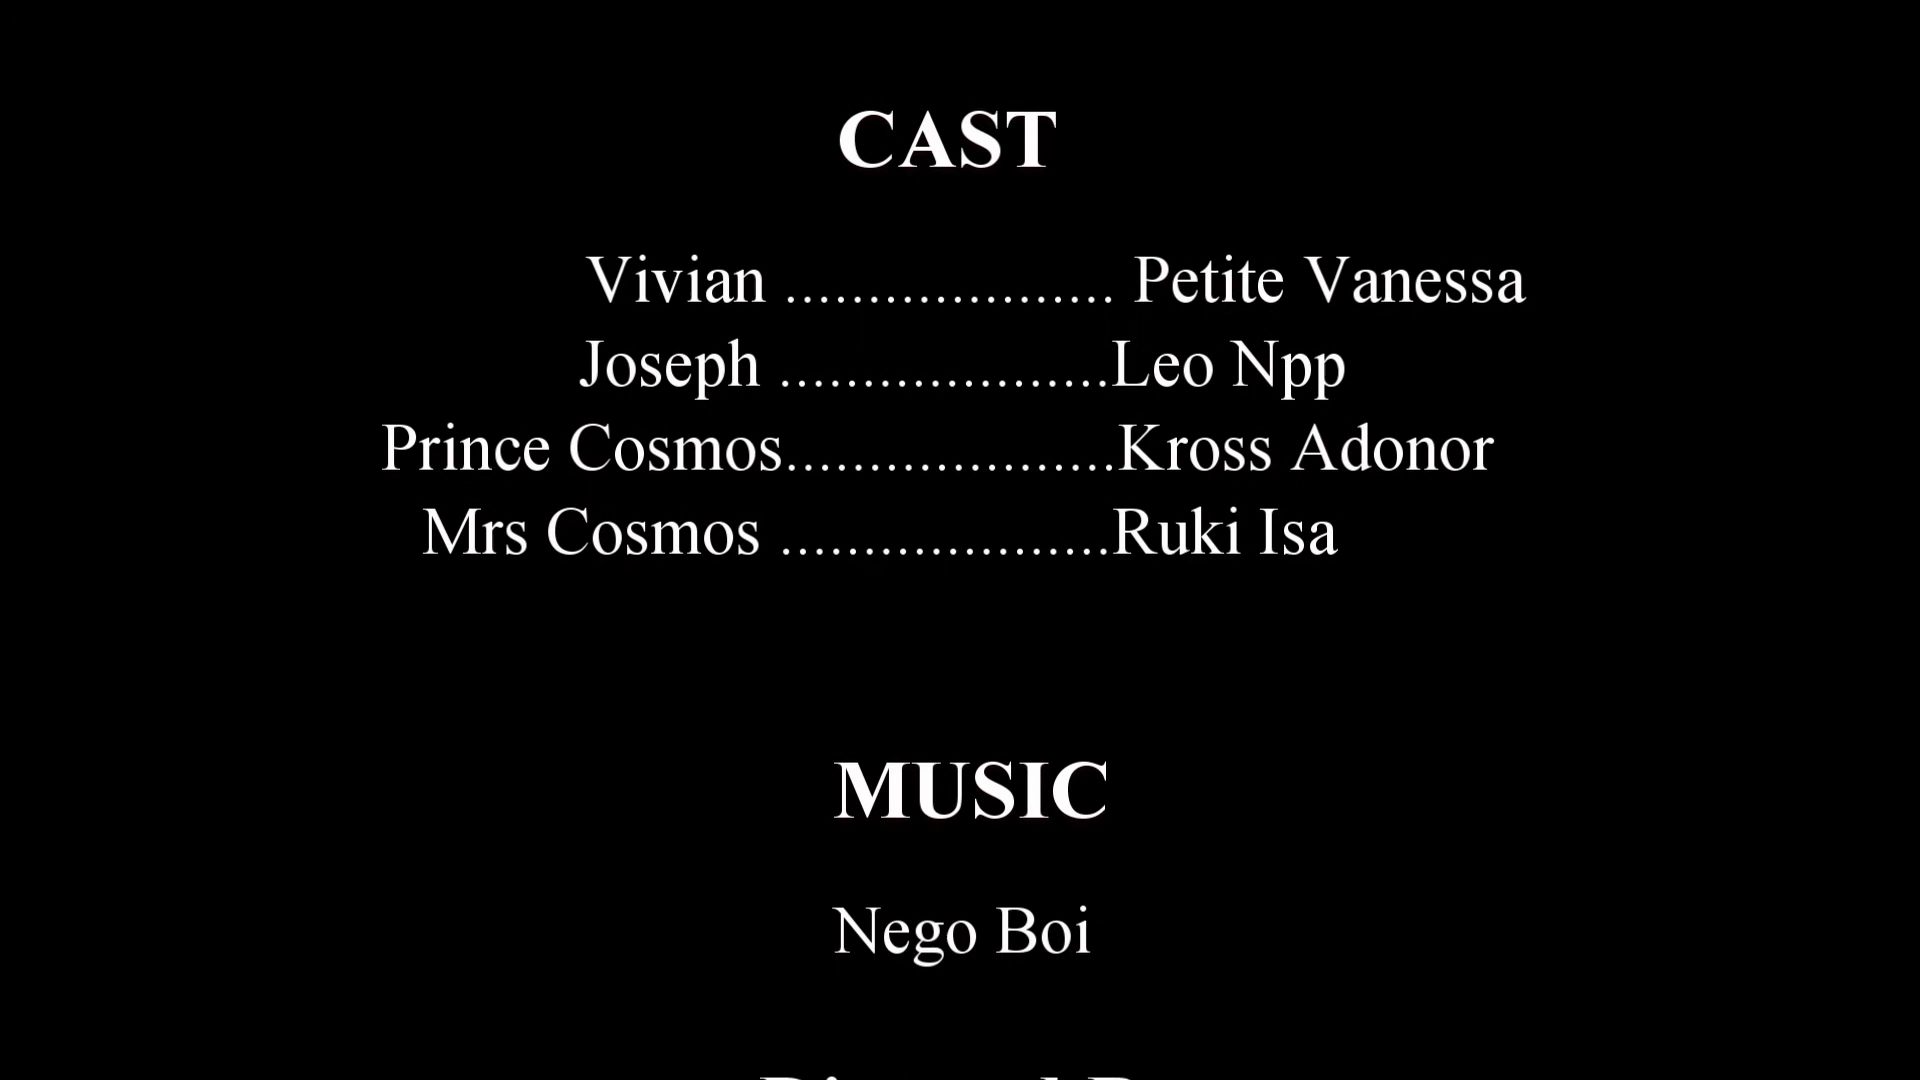 CAST
Vivian .................... Petite Vanessa
Joseph ....................Leo Npp
Prince Cosmos....................Kross Adonor
Mrs Cosmos ....................Ruki Isa
MUSIC
Nego Boi